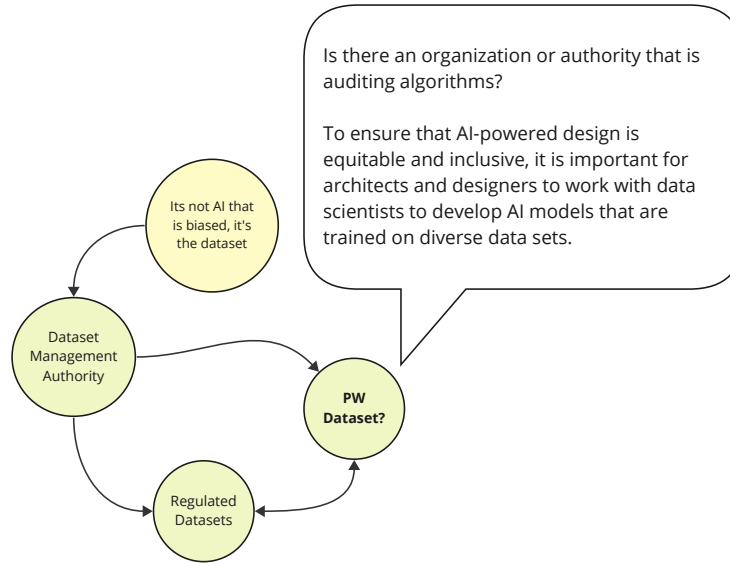 Is there an organization or authority that is
auditing algorithms?
To ensure that AI-powered design is
equitable and inclusive, it is important for
architects and designers to work with data
scientists to develop AI models that are
trained on diverse data sets.
Its not AI that
is biased, it's
the dataset
Dataset
Management
Authority
PW
Dataset?
Regulated
Datasets